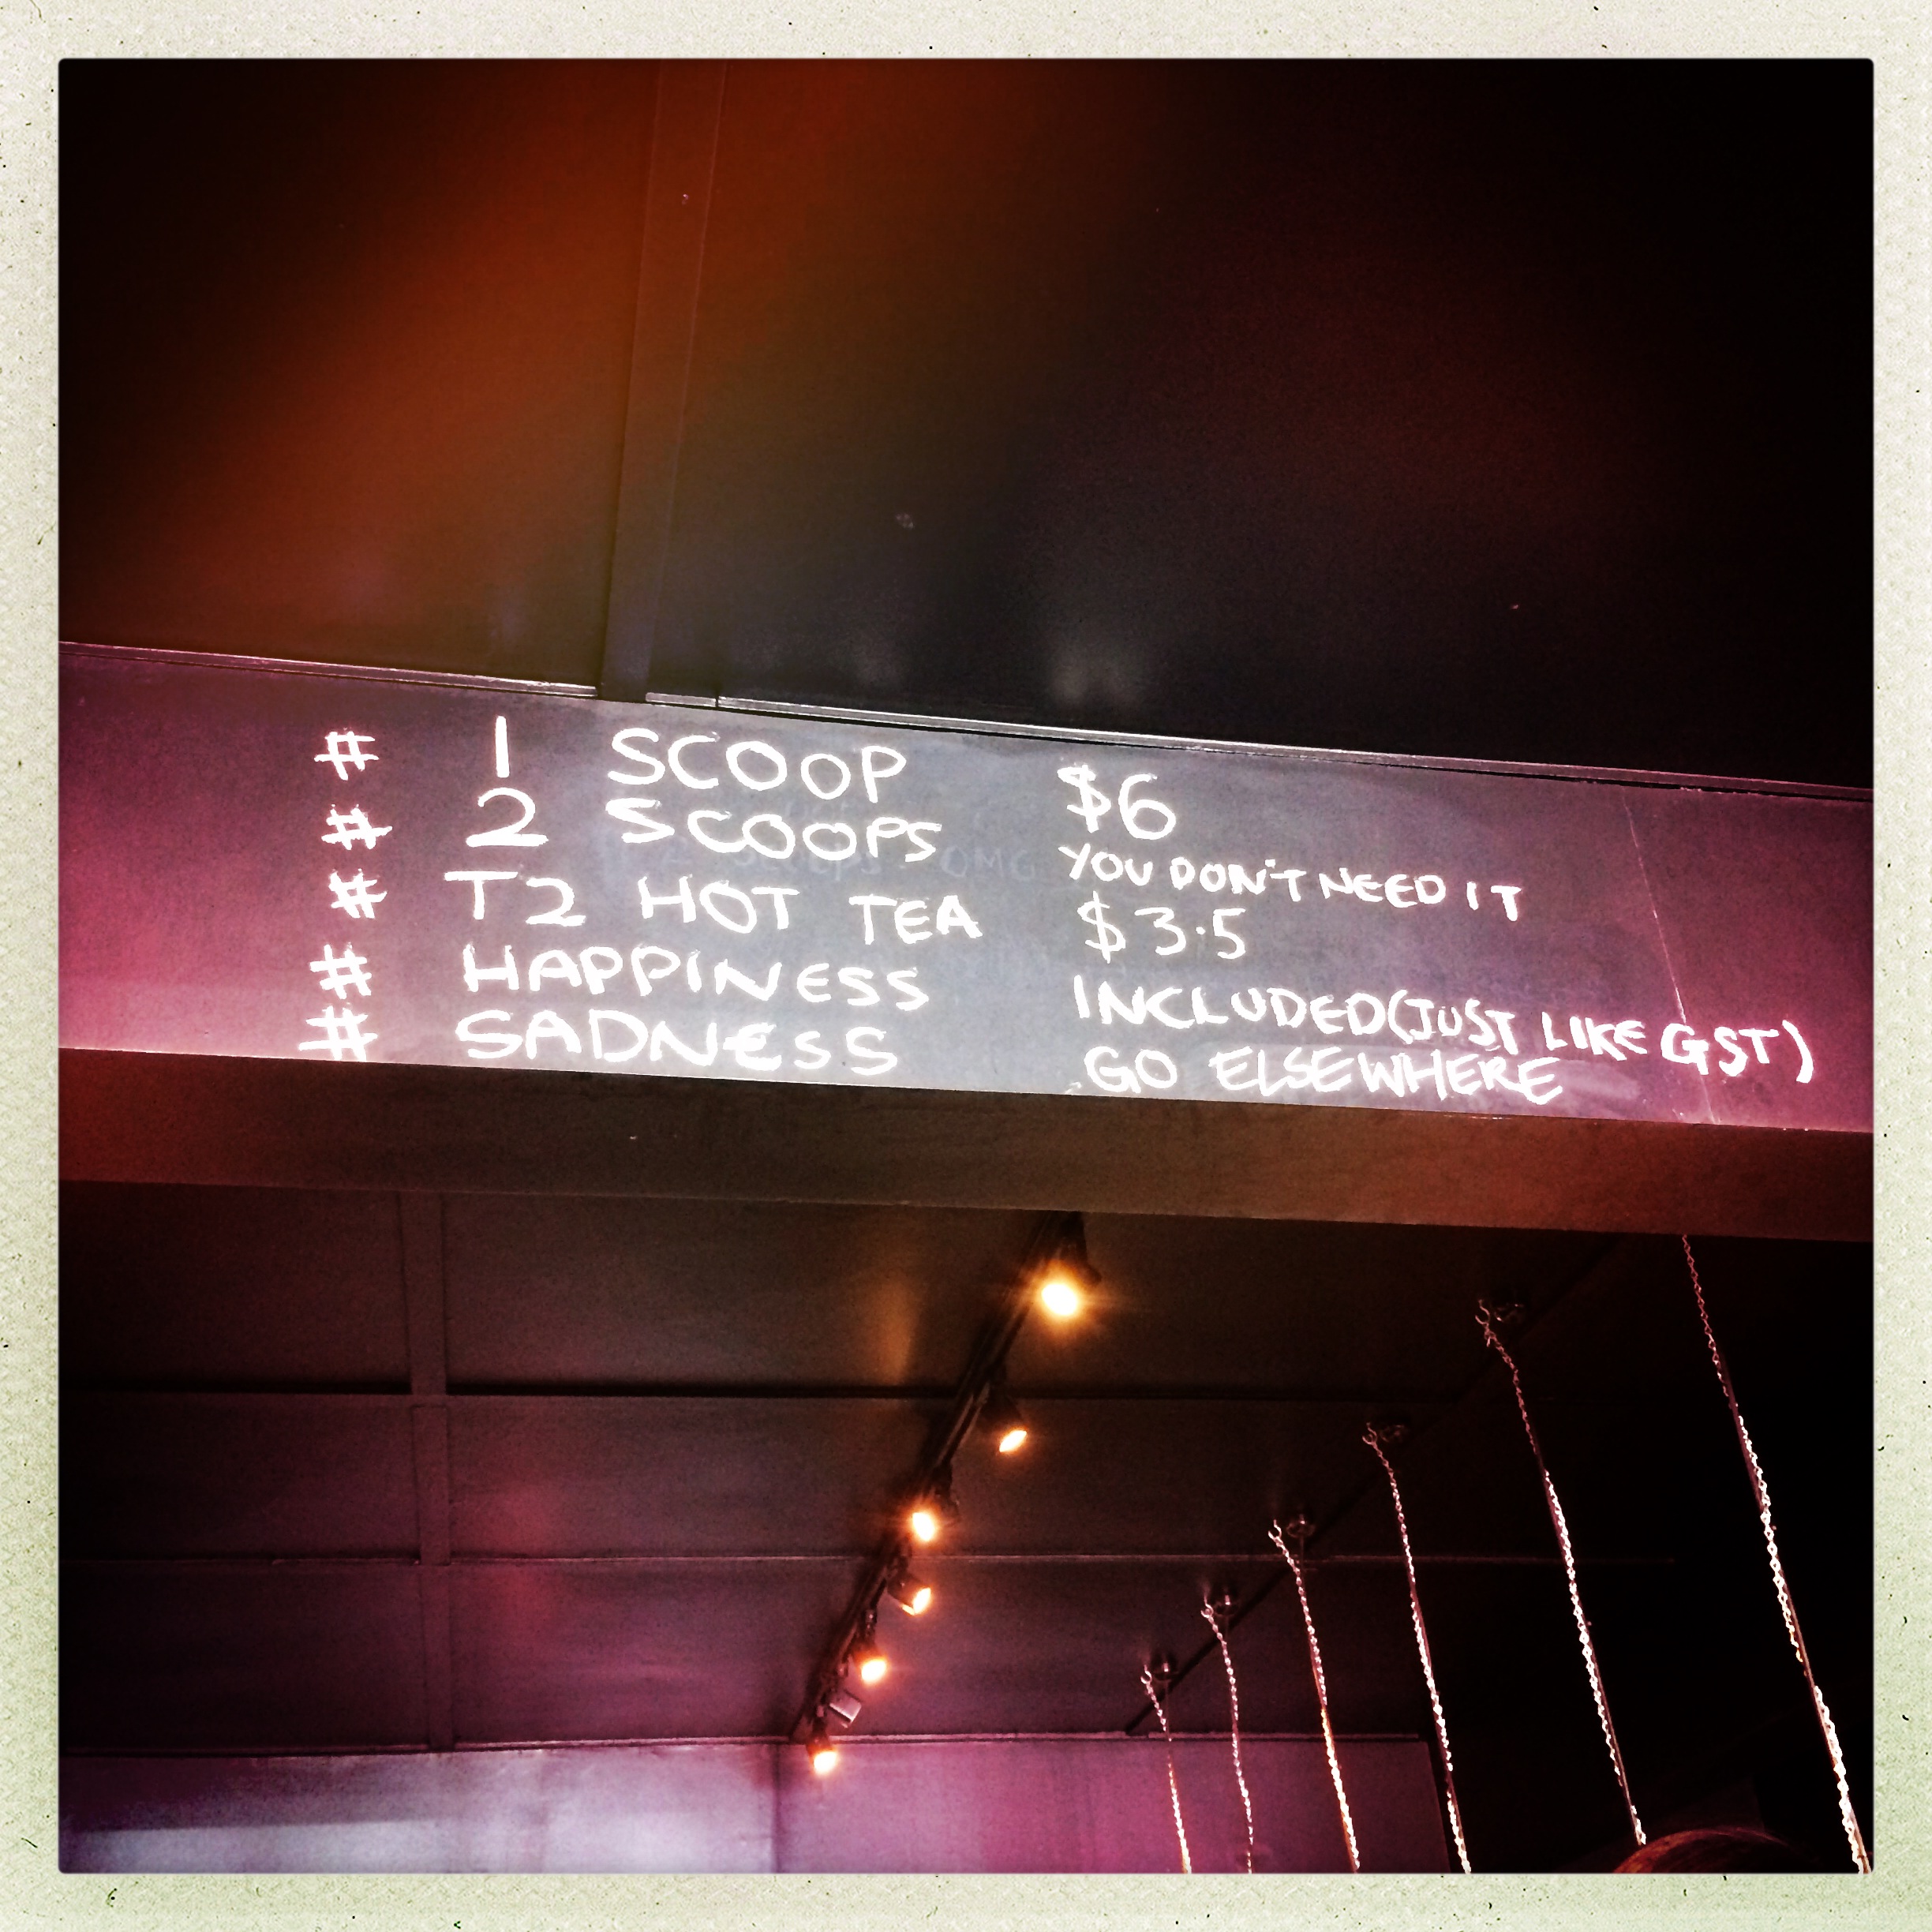 # 1 SCOOP $6
# 2 SCOOPS YOU DON'T NEED IT
# T2 HOT TEA $3.5
# HAPPINESS INCLUDED (JUST LIKE GST)
# SADNESS GO ELSEWHERE